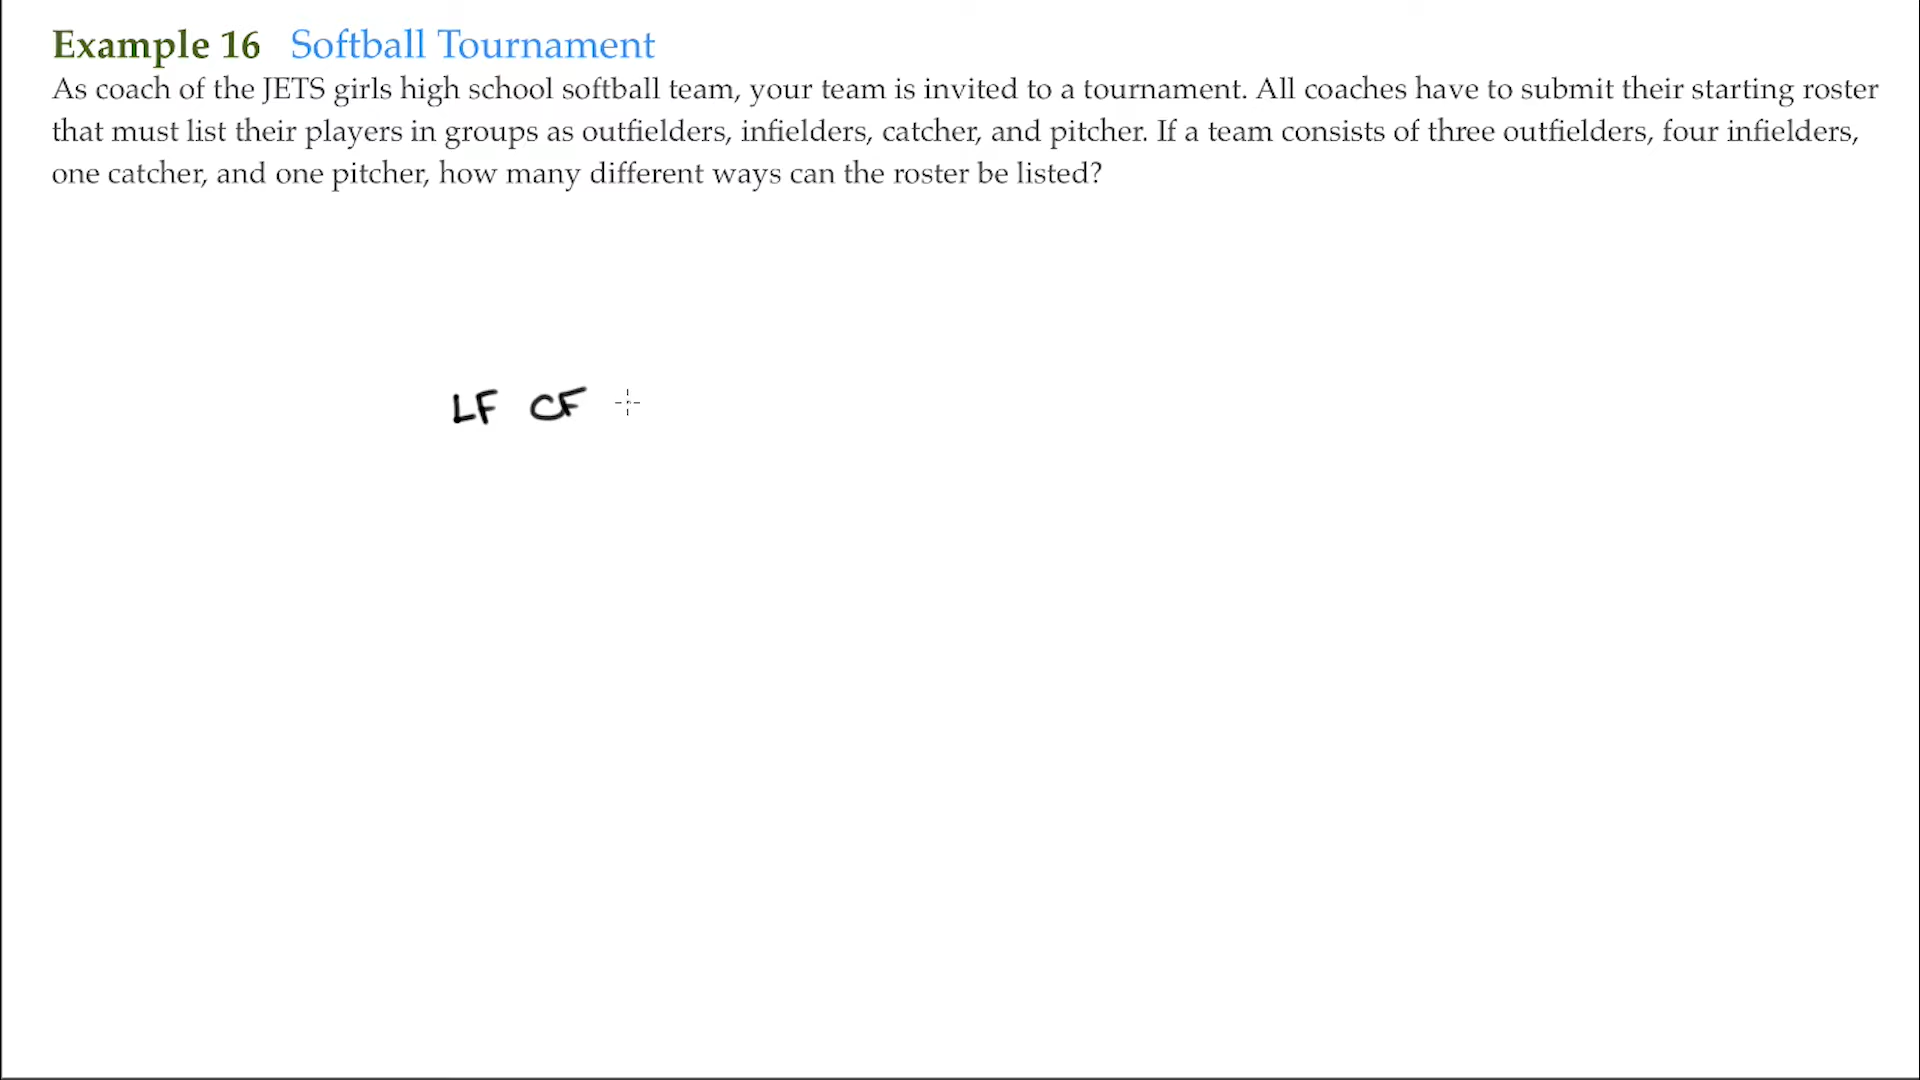 Example 16 Softball Tournament
As coach of the JETS girls high school softball team, your team is invited to a tournament. All coaches have to submit their starting roster
that must list their players in groups as outfielders, infielders, catcher, and pitcher. If a team consists of three outfielders, four infielders,
one catcher, and one pitcher, how many different ways can the roster be listed?
LF CF